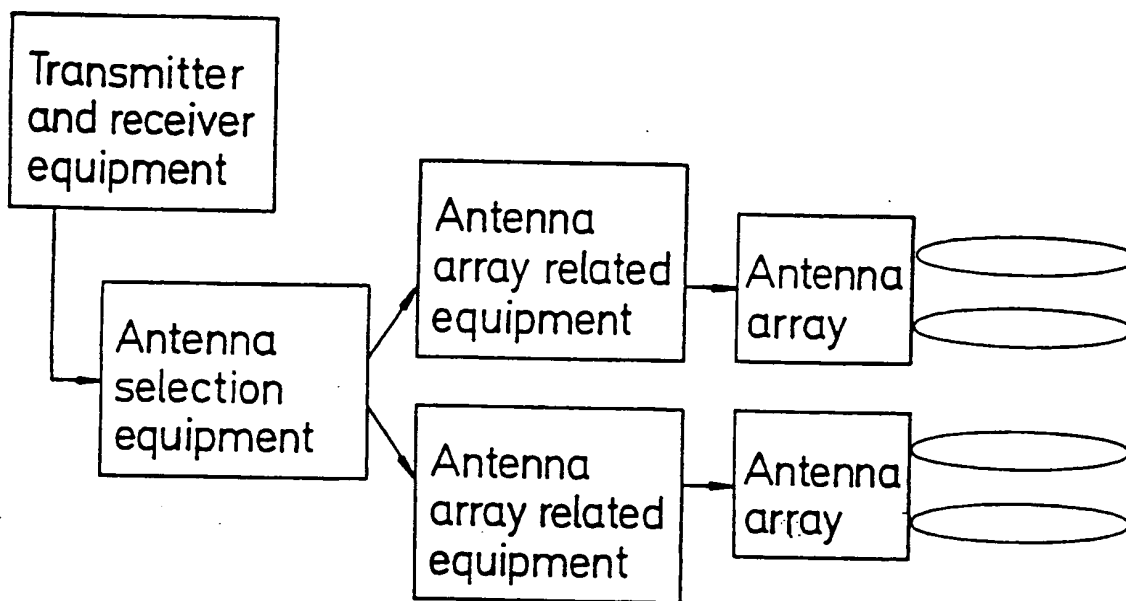 Transmitter
and receiver
equipment
Antenna
selection
equipment
Antenna
array related
equipment
Antenna
array
Antenna
array related
equipment
Antenna
array